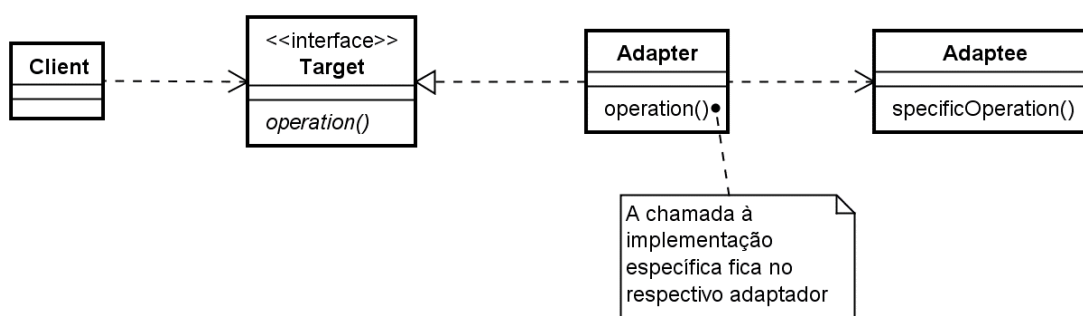 Client
<<interface>>
Target
operation()
Adapter
operation()
Adaptee
specificOperation()
A chamada à
implementação
específica fica no
respectivo adaptador